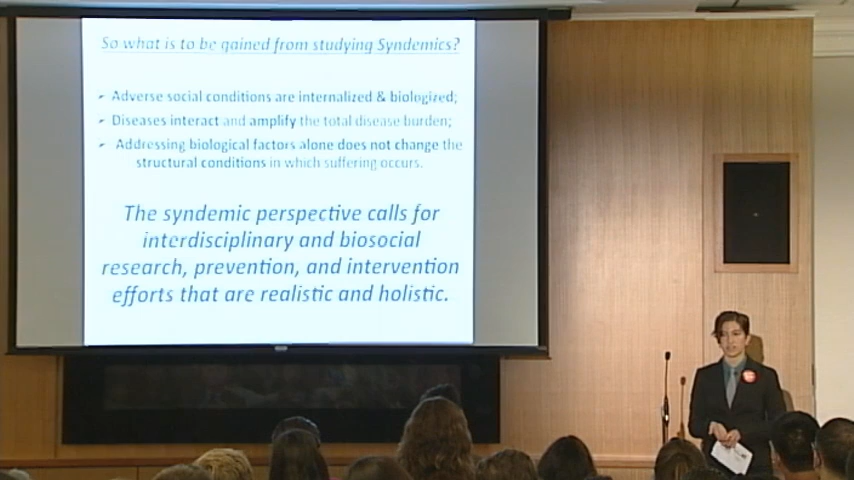 So what is to be gained from studying Syndemics?
➢ Adverse social conditions are internalized & biologized;
➢ Diseases interact and amplify the total disease burden;
➢ Addressing biological factors alone does not change the
structural conditions in which suffering occurs.
The syndemic perspective calls for
interdisciplinary and biosocial
research, prevention, and intervention
efforts that are realistic and holistic.